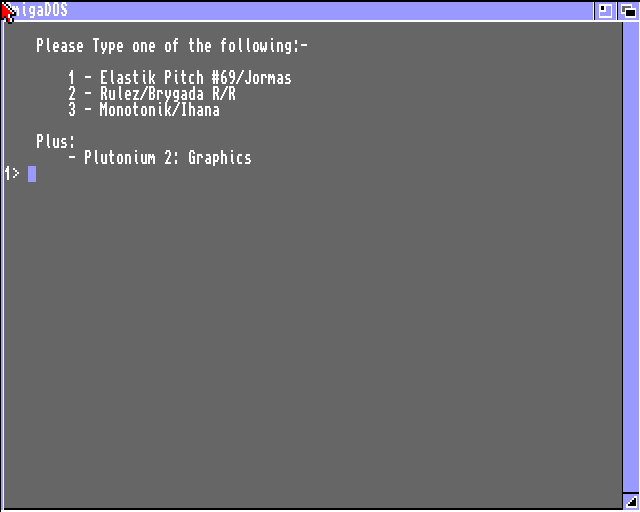 migaDOS
Please Type one of the following:-
1 - Elastik Pitch #69/Jormas
2 - Rulez/Brygada R/R
3 - Monotonik/Ihana
Plus:
- Plutonium 2: Graphics
1>